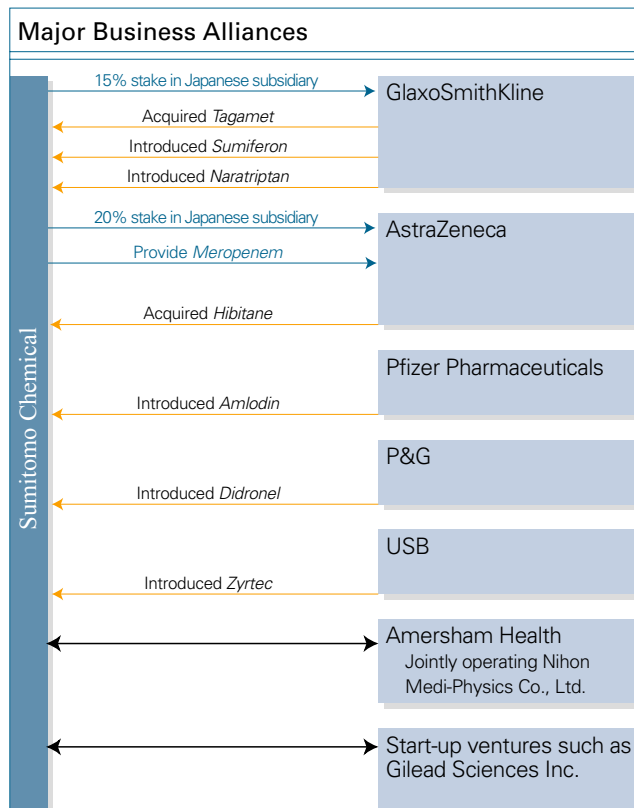 Major Business Alliances
Sumitomo Chemical
15% stake in Japanese subsidiary
GlaxoSmithKline
Acquired Tagamet
Introduced Sumiferon
Introduced Naratriptan
20% stake in Japanese subsidiary
AstraZeneca
Provide Meropenem
Acquired Hibitane
Pfizer Pharmaceuticals
Introduced Amlodin
P&G
Introduced Didronel
USB
Introduced Zyrtec
Amersham Health
Jointly operating Nihon
Medi-Physics Co., Ltd.
Start-up ventures such as
Gilead Sciences Inc.